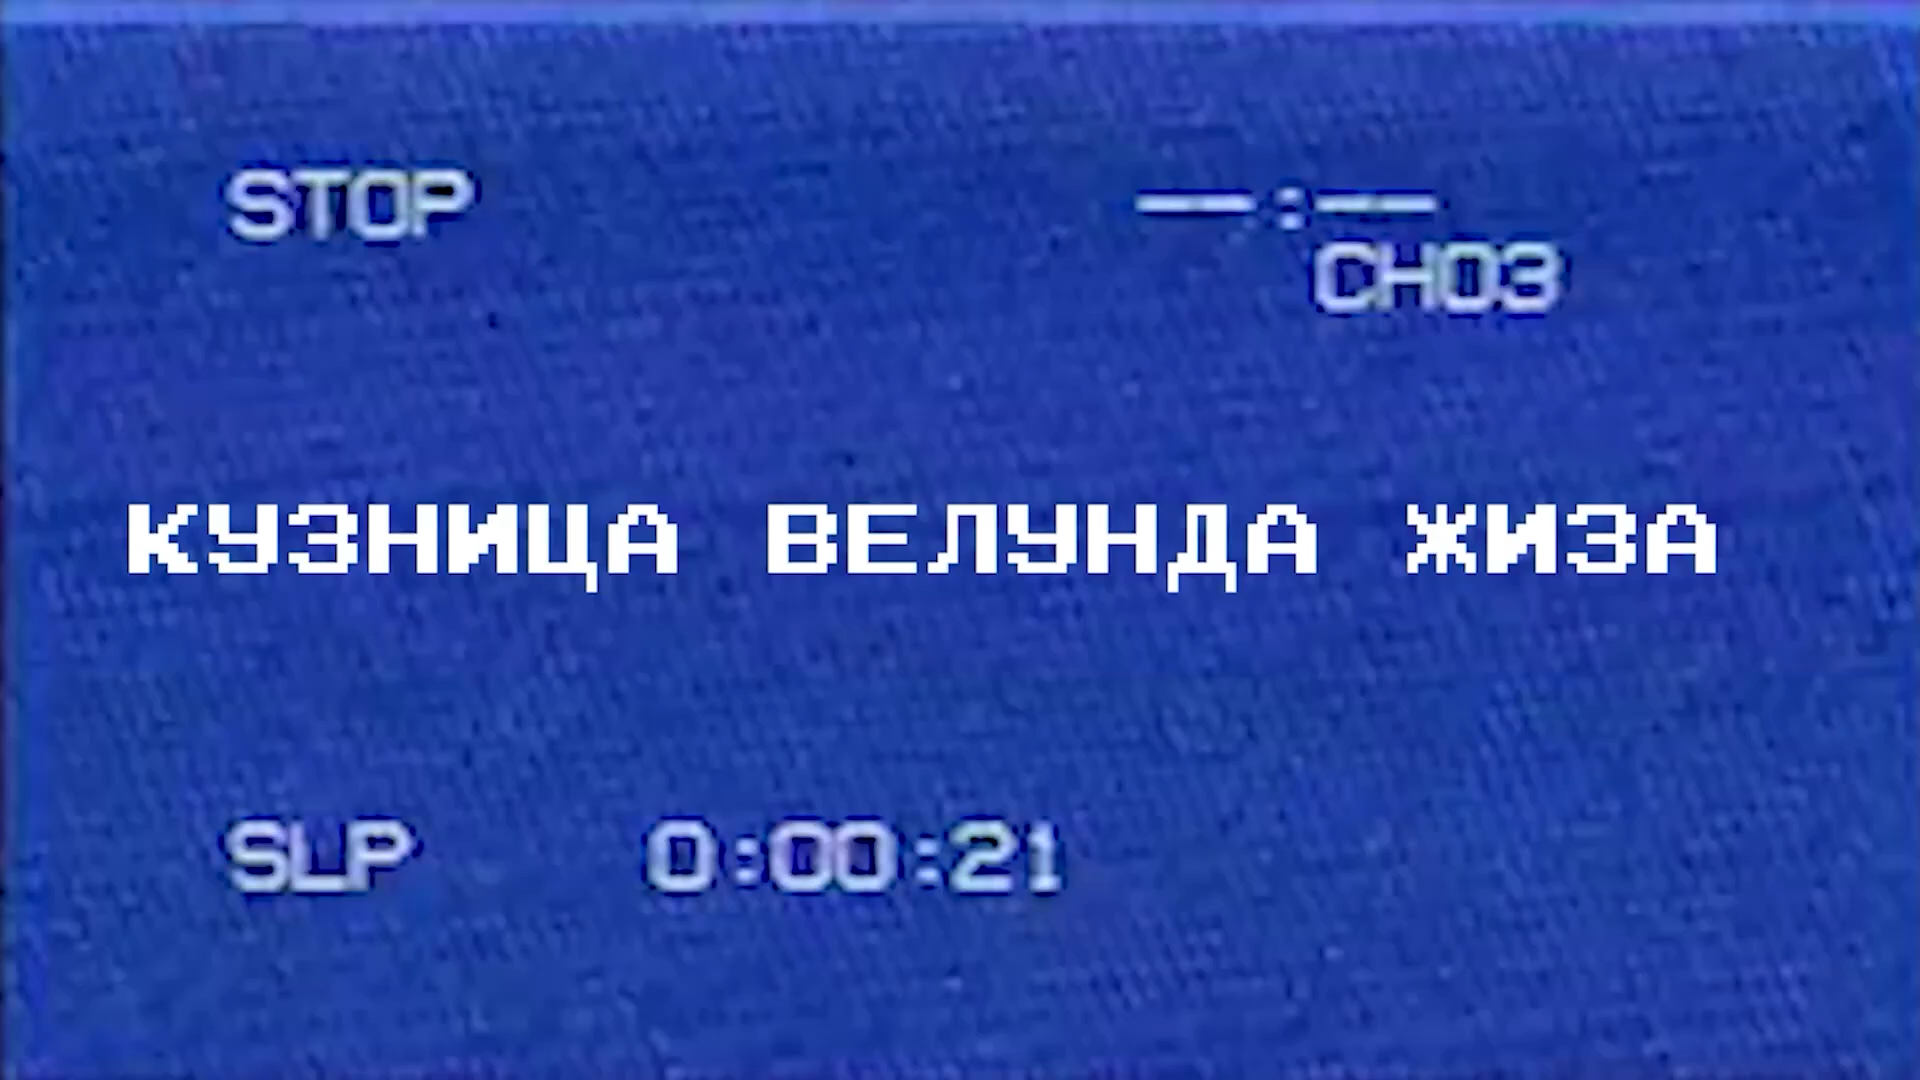 STOP
--:--
CH03
КУЗНИЦА ВЕЛУНДА ЖИЗА
SLP 0:00:21